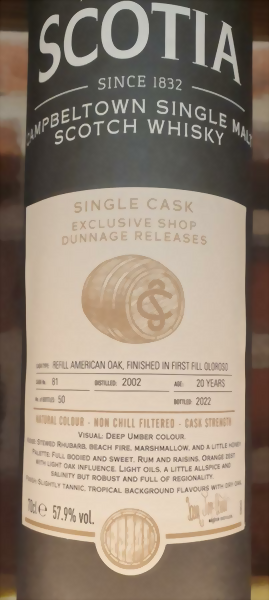 SCOTIA
SINCE 1832
CAMPBELTOWN SINGLE MALT
SCOTCH WHISKY
SINGLE CASK
EXCLUSIVE SHOP
DUNNAGE RELEASES
REFILL AMERICAN OAK, FINISHED IN FIRST FILL OLOROSO
81 DISTILLED: 2002 AGE: 20 YEARS
50 BOTTLED: 2022
NATURAL COLOUR - NON CHILL FILTERED - CASK STRENGTH
VISUAL: DEEP UMBER COLOUR.
STEWED RHUBARB, BEACH FIRE, MARSHMALLOW, AND A LITTLE HONEY
PALETTE: FULL BODIED AND SWEET. RUM AND RAISINS, ORANGE ZEST
WITH LIGHT OAK INFLUENCE. LIGHT OILS, A LITTLE ALLSPICE AND
SALINITY BUT ROBUST AND FULL OF REGIONALITY.
SLIGHTLY TANNIC, TROPICAL BACKGROUND FLAVOURS WITH DRY OAK
70cl e 57.9% vol.